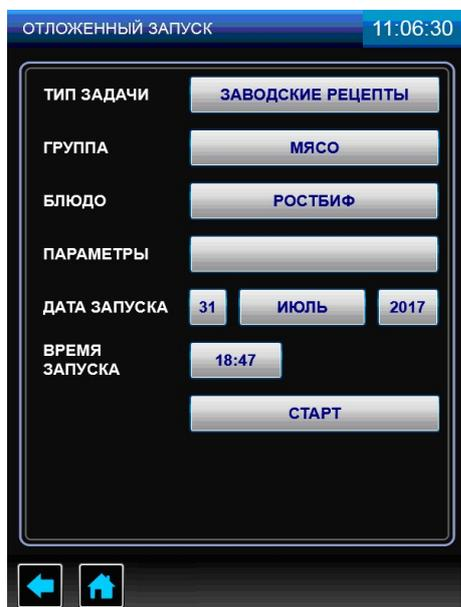 ОТЛОЖЕННЫЙ ЗАПУСК 11:06:30
ТИП ЗАДАЧИ ЗАВОДСКИЕ РЕЦЕПТЫ
ГРУППА МЯСО
БЛЮДО РОСТБИФ
ПАРАМЕТРЫ
ДАТА ЗАПУСКА 31 ИЮЛЬ 2017
ВРЕМЯ
ЗАПУСКА 18:47
СТАРТ